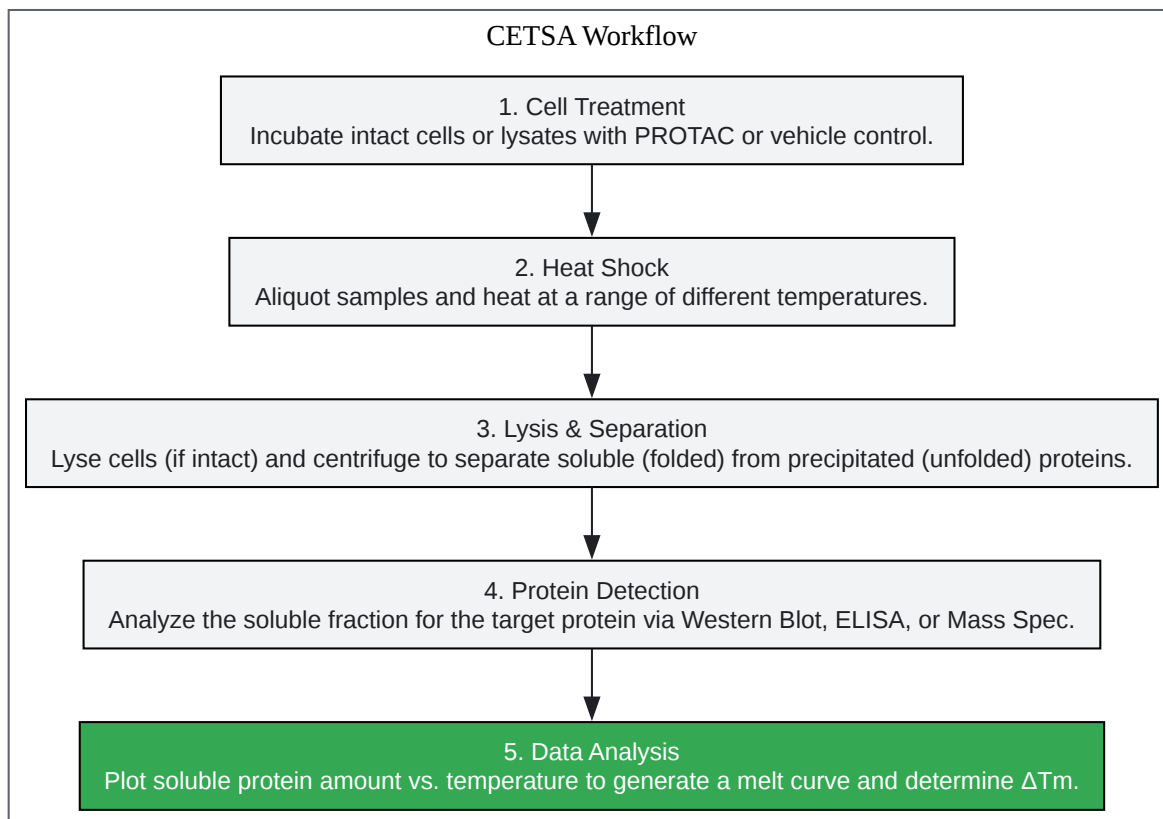 CETSA Workflow
1. Cell Treatment
Incubate intact cells or lysates with PROTAC or vehicle control.
2. Heat Shock
Aliquot samples and heat at a range of different temperatures.
3. Lysis & Separation
Lyse cells (if intact) and centrifuge to separate soluble (folded) from precipitated (unfolded) proteins.
4. Protein Detection
Analyze the soluble fraction for the target protein via Western Blot, ELISA, or Mass Spec.
5. Data Analysis
Plot soluble protein amount vs. temperature to generate a melt curve and determine ΔTm.